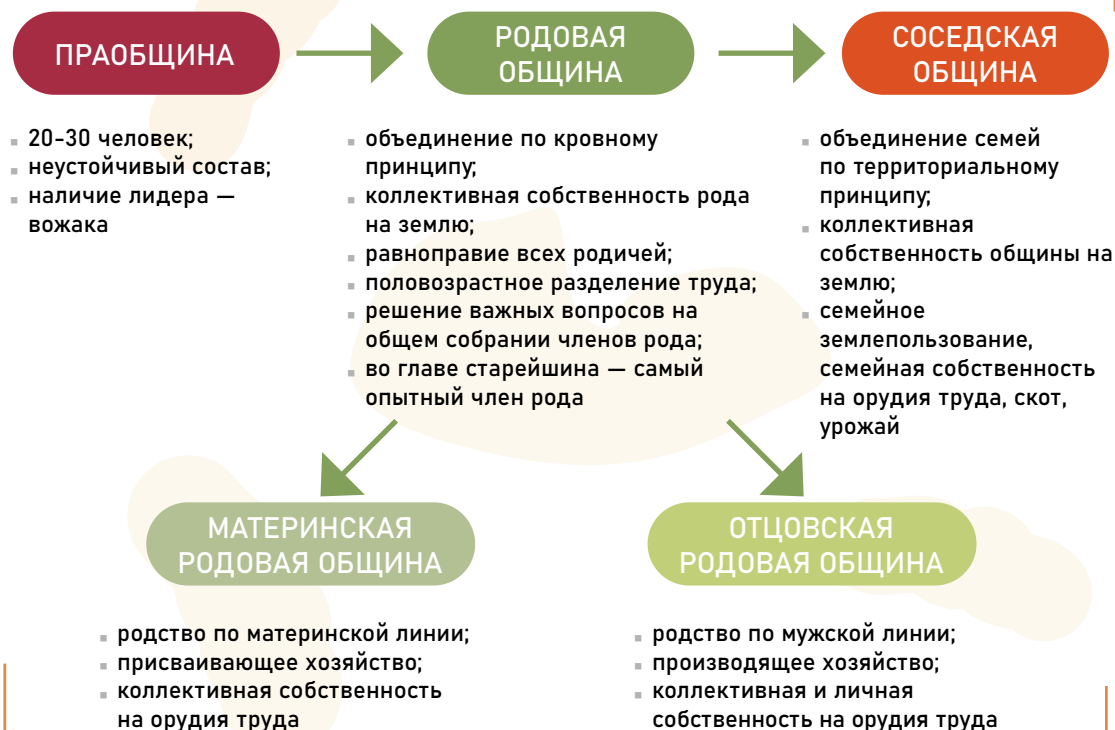 ПРАОБЩИНА
20-30 человек;
неустойчивый состав;
наличие лидера —
вожака
РОДОВАЯ
ОБЩИНА
объединение по кровному
принципу;
коллективная собственность рода
на землю;
равноправие всех родичей;
половозрастное разделение труда;
решение важных вопросов на
общем собрании членов рода;
во главе старейшина — самый
опытный член рода
СОСЕДСКАЯ
ОБЩИНА
объединение семей
по территориальному
принципу;
коллективная
собственность общины на
землю;
семейное
землепользование,
семейная собственность
на орудия труда, скот,
урожай
МАТЕРИНСКАЯ
РОДОВАЯ ОБЩИНА
родство по материнской линии;
присваивающее хозяйство;
коллективная собственность
на орудия труда
ОТЦОВСКАЯ
РОДОВАЯ ОБЩИНА
родство по мужской линии;
производящее хозяйство;
коллективная и личная
собственность на орудия труда